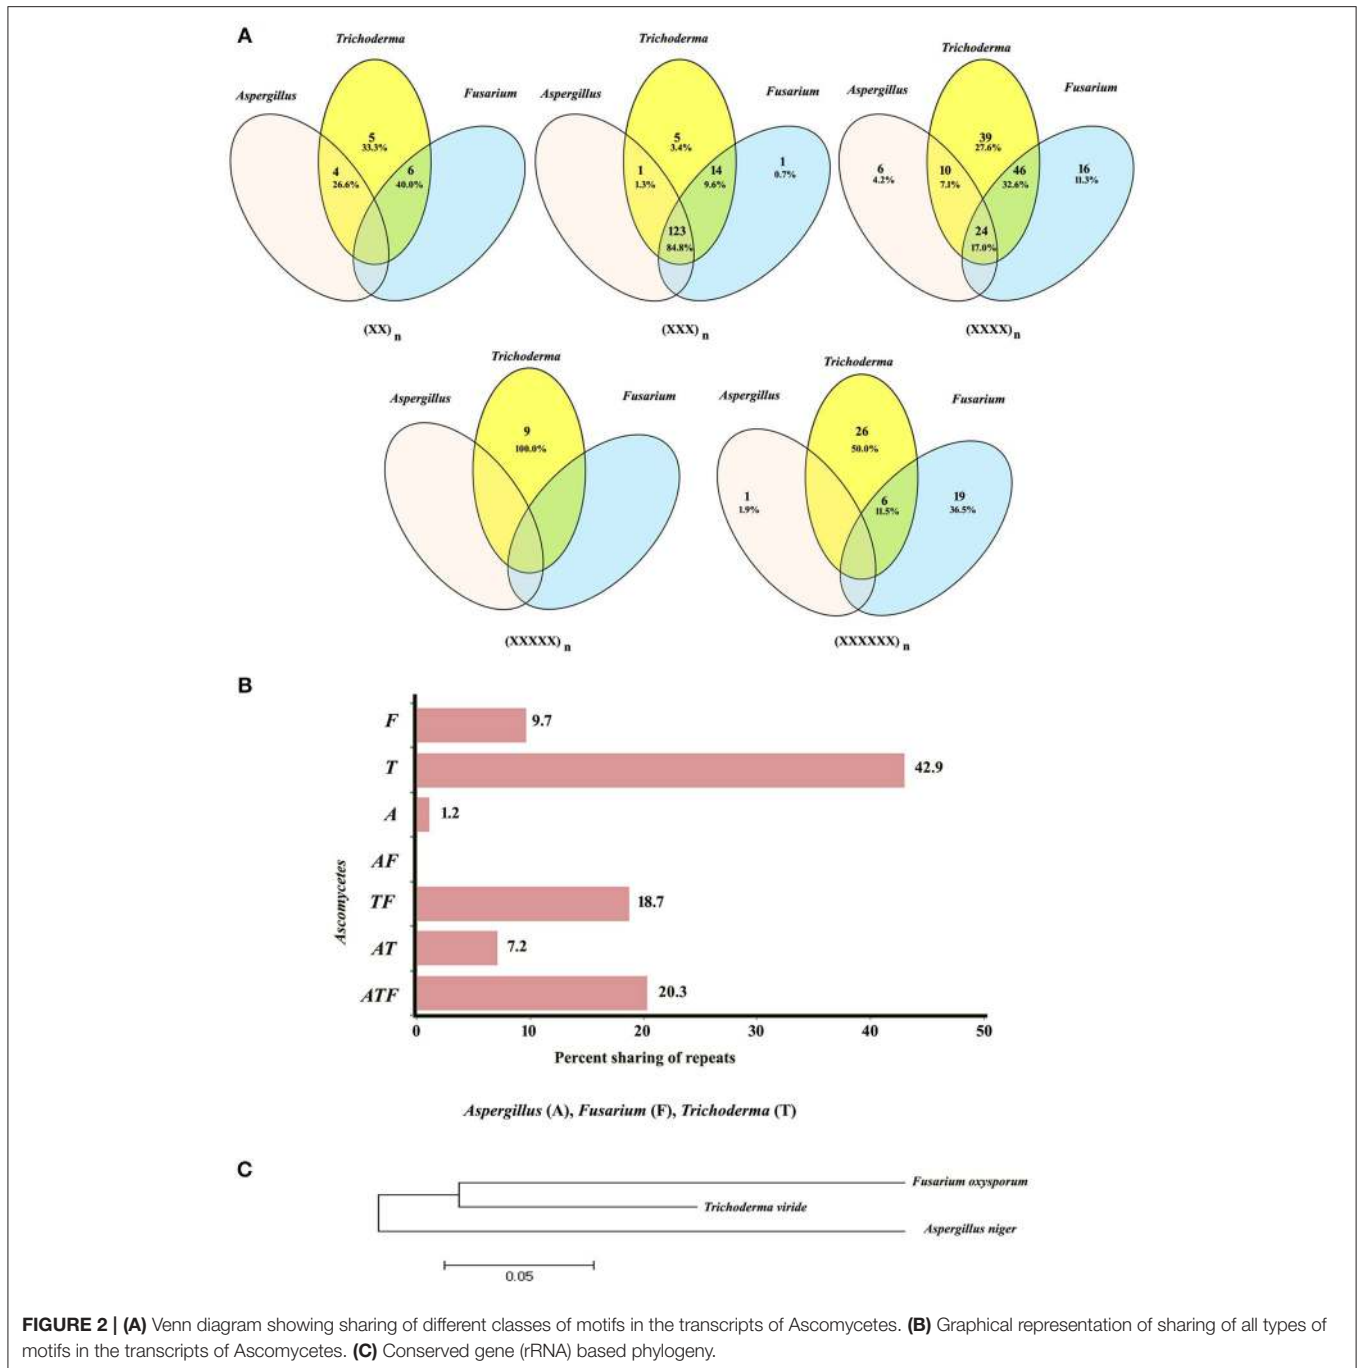 A
Trichoderma
Aspergillus
Fusarium
5
33.3%
4
26.6%
6
40.0%
(XX) n
Trichoderma
Aspergillus
Fusarium
5
3.4%
1
1.3%
14
9.6%
1
0.7%
123
84.8%
(XXX) n
Trichoderma
Aspergillus
Fusarium
39
27.6%
6
4.2%
10
7.1%
46
32.6%
16
11.3%
24
17.0%
(XXXX) n
Trichoderma
Aspergillus
Fusarium
9
100.0%
(XXXXX) n
Trichoderma
Aspergillus
Fusarium
26
50.0%
1
1.9%
6
11.5%
19
36.5%
(XXXXXX) n
B
Ascomycetes
F 9.7
T 42.9
A 1.2
AF
TF 18.7
AT 7.2
ATF 20.3
0 10 20 30 40 50
Percent sharing of repeats
Aspergillus (A), Fusarium (F), Trichoderma (T)
C
Fusarium oxysporum
Trichoderma viride
Aspergillus niger
0.05
FIGURE 2 | (A) Venn diagram showing sharing of different classes of motifs in the transcripts of Ascomycetes. (B) Graphical representation of sharing of all types of
motifs in the transcripts of Ascomycetes. (C) Conserved gene (rRNA) based phylogeny.